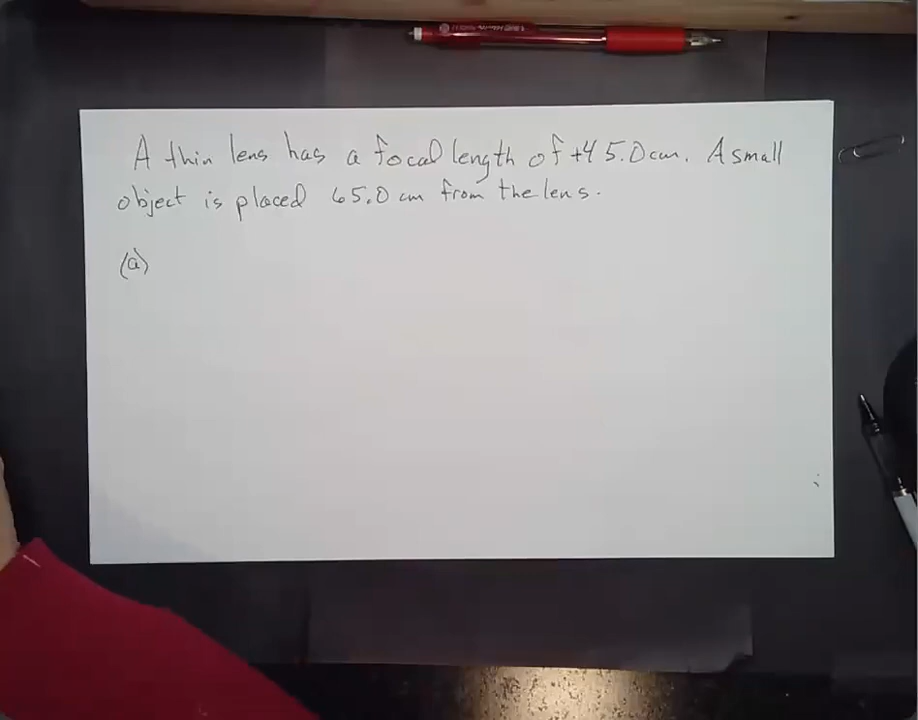 A thin lens has a focal length of +45.0cm. A small
object is placed 65.0 cm from the lens.
(a)